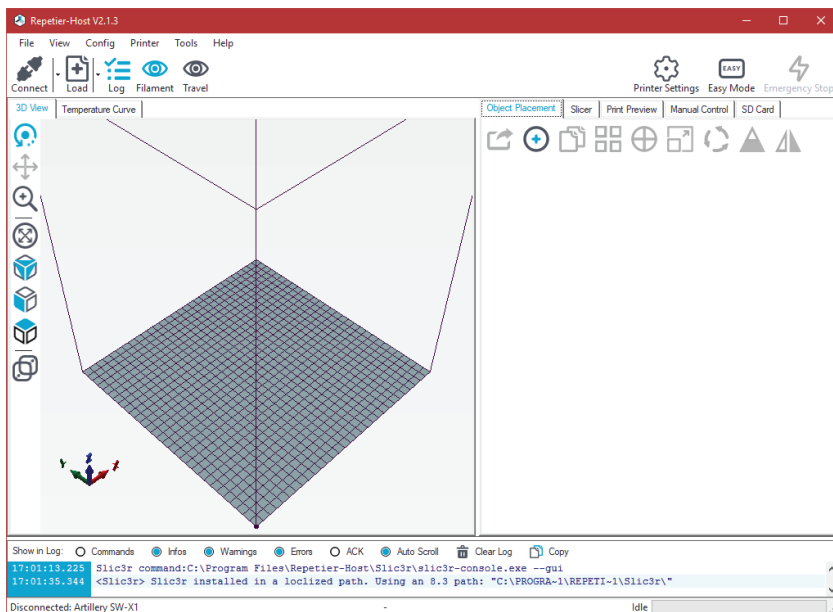 Repetier-Host V2.1.3
File View Config Printer Tools Help
Connect Load Log Filament Travel Printer Settings EASY Easy Mode Emergency Stop
3D View Temperature Curve Object Placement Slicer Print Preview Manual Control SD Card
Y Z X
Show in Log: Commands Infos Warnings Errors ACK Auto Scroll Clear Log Copy
17:01:13.225 Slic3r command:C:\Program Files\Repetier-Host\Slic3r\slic3r-console.exe --gui
17:01:35.344 <Slic3r> Slic3r installed in a loclized path. Using an 8.3 path: "C:\PROGRA~1\REPETI~1\Slic3r\"
Disconnected: Artillery SW-X1 - Idle